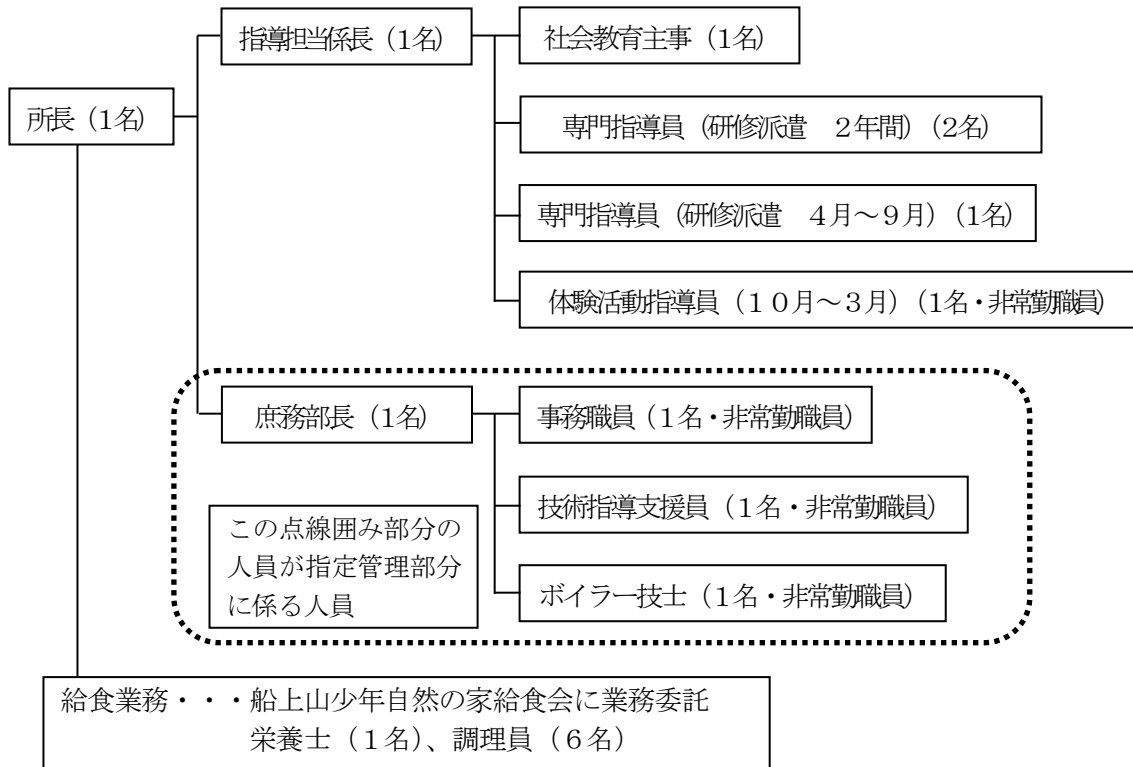 指導担当係長（１名）
社会教育主事（１名）
所長（１名）
専門指導員（研修派遣　２年間）（２名）
専門指導員（研修派遣　４月～９月）（１名）
体験活動指導員（１０月～３月）（１名・非常勤職員）
庶務部長（１名）
事務職員（１名・非常勤職員）
技術指導支援員（１名・非常勤職員）
ボイラー技士（１名・非常勤職員）
この点線囲み部分の
人員が指定管理部分
に係る人員
給食業務・・・船上山少年自然の家給食会に業務委託
栄養士（１名）、調理員（６名）